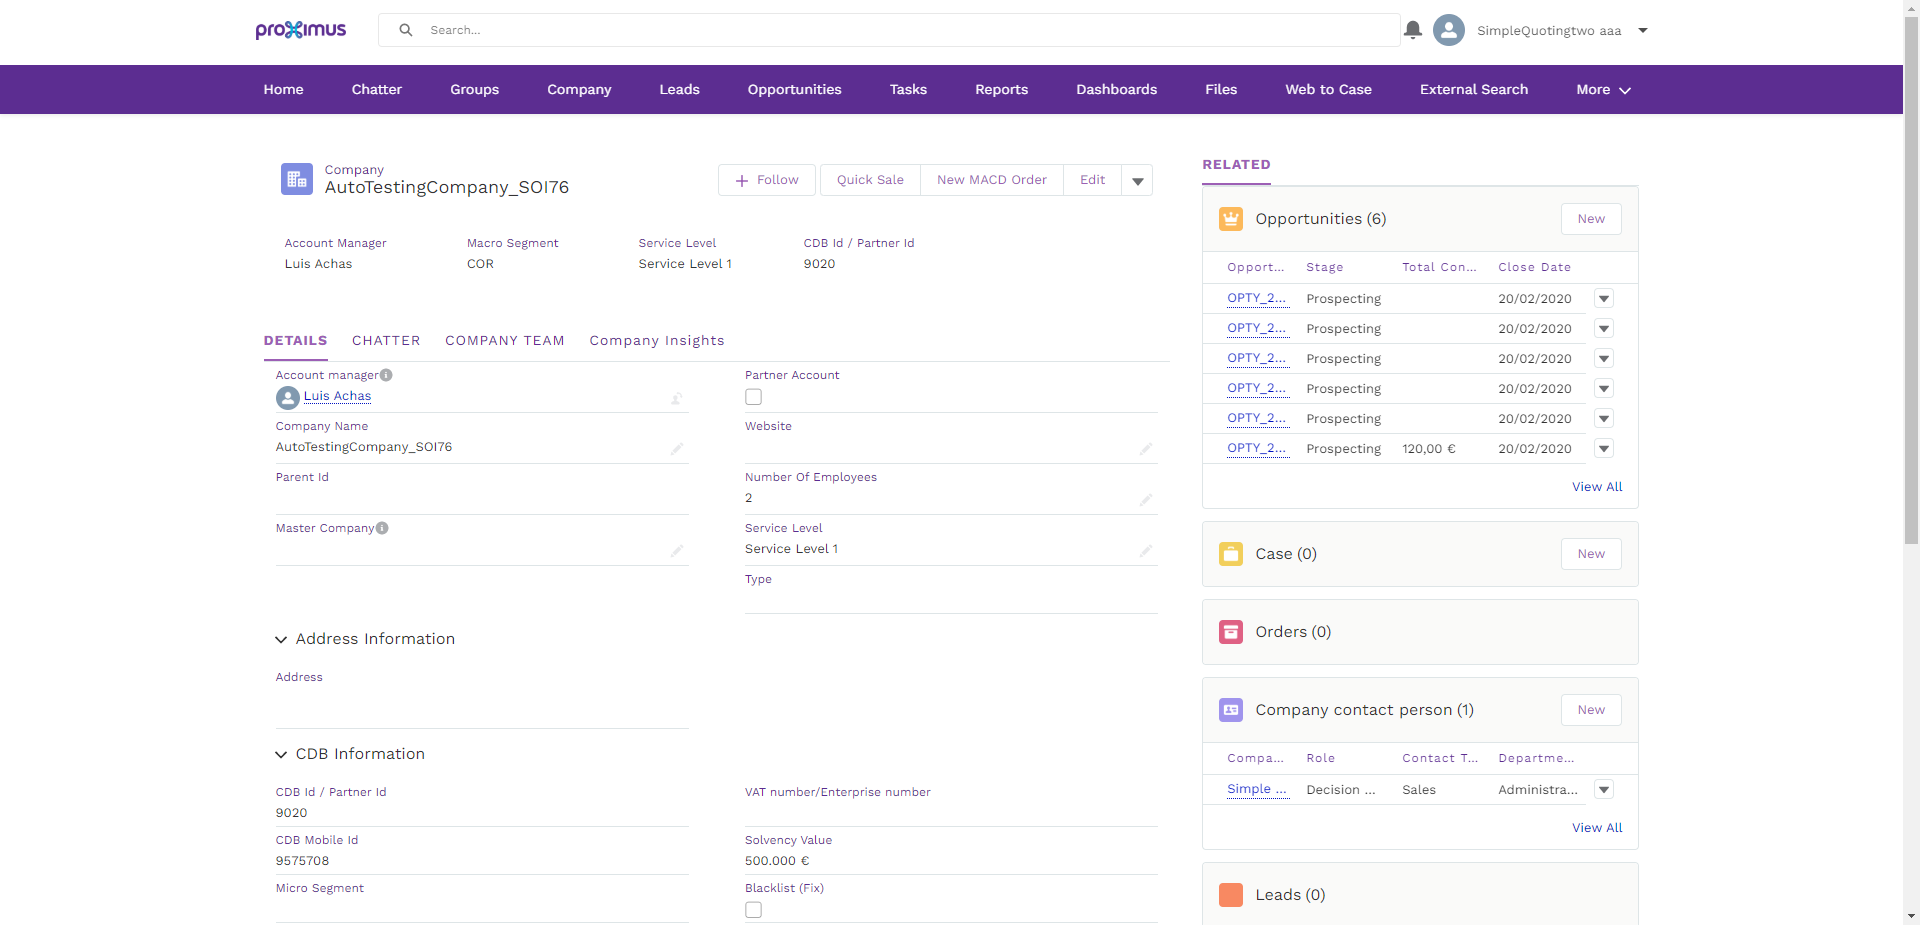 proximus
Search...
SimpleQuotingtwo aaa
Home Chatter Groups Company Leads Opportunities Tasks Reports Dashboards Files Web to Case External Search More
Company
AutoTestingCompany_SOI76
Follow Quick Sale New MACD Order Edit
Account Manager Macro Segment Service Level CDB Id / Partner Id
Luis Achas COR Service Level 1 9020
DETAILS CHATTER COMPANY TEAM Company Insights
Account manager
Luis Achas
Company Name
AutoTestingCompany_SOI76
Parent Id
Master Company
Partner Account
Website
Number Of Employees
2
Service Level
Service Level 1
Type
Address Information
Address
CDB Information
CDB Id / Partner Id
9020
CDB Mobile Id
9575708
Micro Segment
VAT number/Enterprise number
Solvency Value
500.000 €
Blacklist (Fix)
RELATED
Opportunities (6) New
Opport... Stage Total Con... Close Date
OPTY_2... Prospecting 20/02/2020
OPTY_2... Prospecting 20/02/2020
OPTY_2... Prospecting 20/02/2020
OPTY_2... Prospecting 20/02/2020
OPTY_2... Prospecting 20/02/2020
OPTY_2... Prospecting 120,00 € 20/02/2020
View All
Case (0) New
Orders (0)
Company contact person (1) New
Compa... Role Contact T... Departme...
Simple ... Decision ... Sales Administra...
View All
Leads (0)